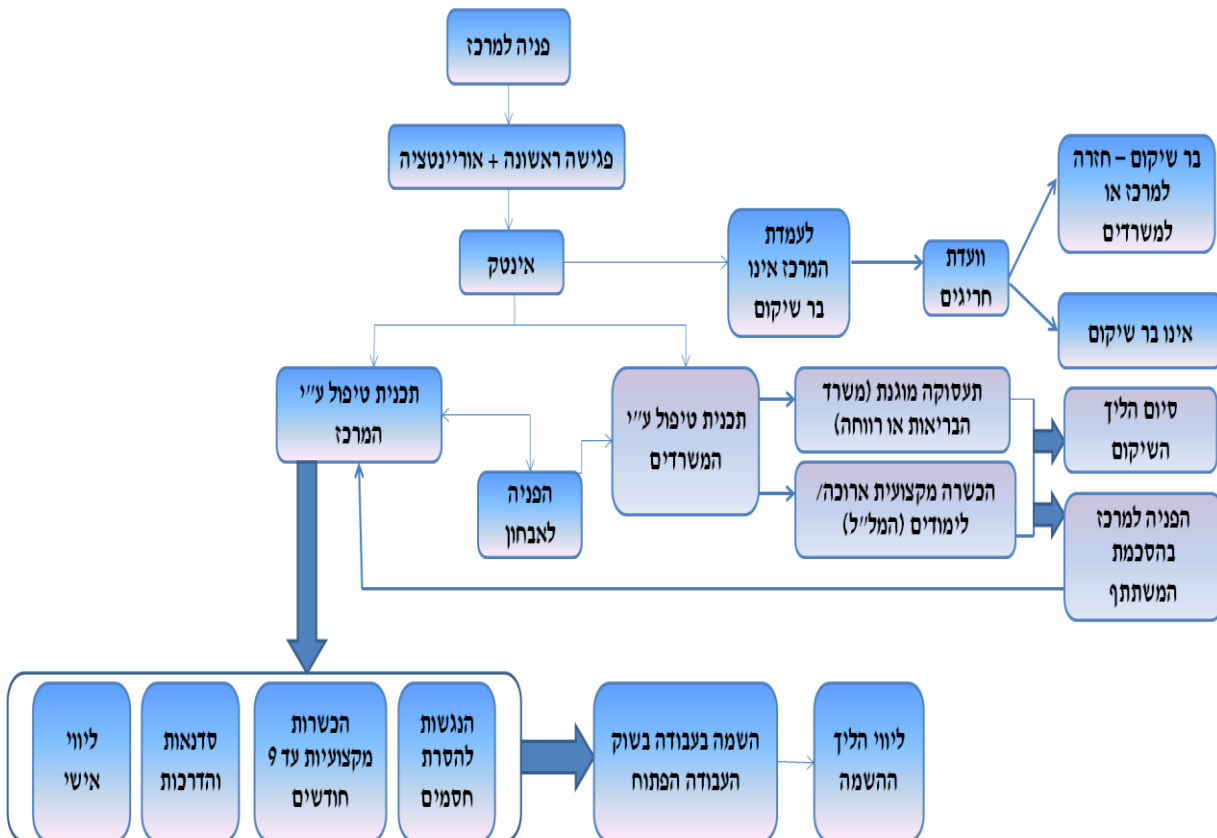 פניה למרכז
פגישה ראשונה + אוריינטציה
אינטק
לעמדת
המרכז אינו
בר שיקום
וועדת
חריגים
בר שיקום – חזרה
למרכז או
למשרדים
אינו בר שיקום
תכנית טיפול ע"י
המרכז
הפניה
לאבחון
תכנית טיפול ע"י
המשרדים
תעסוקה מוגנת (משרד
הבריאות או רווחה)
הכשרה מקצועית ארוכה/
לימודים (המל"ל)
סיום הליך
השיקום
הפניה למרכז
בהסכמת
המשתתף
הנגשות
להסרת
חסמים
הכשרות
מקצועיות עד 9
חודשים
סדנאות
והדרכות
ליווי
אישי
השמה בעבודה בשוק
העבודה הפתוח
ליווי הליך
ההשמה